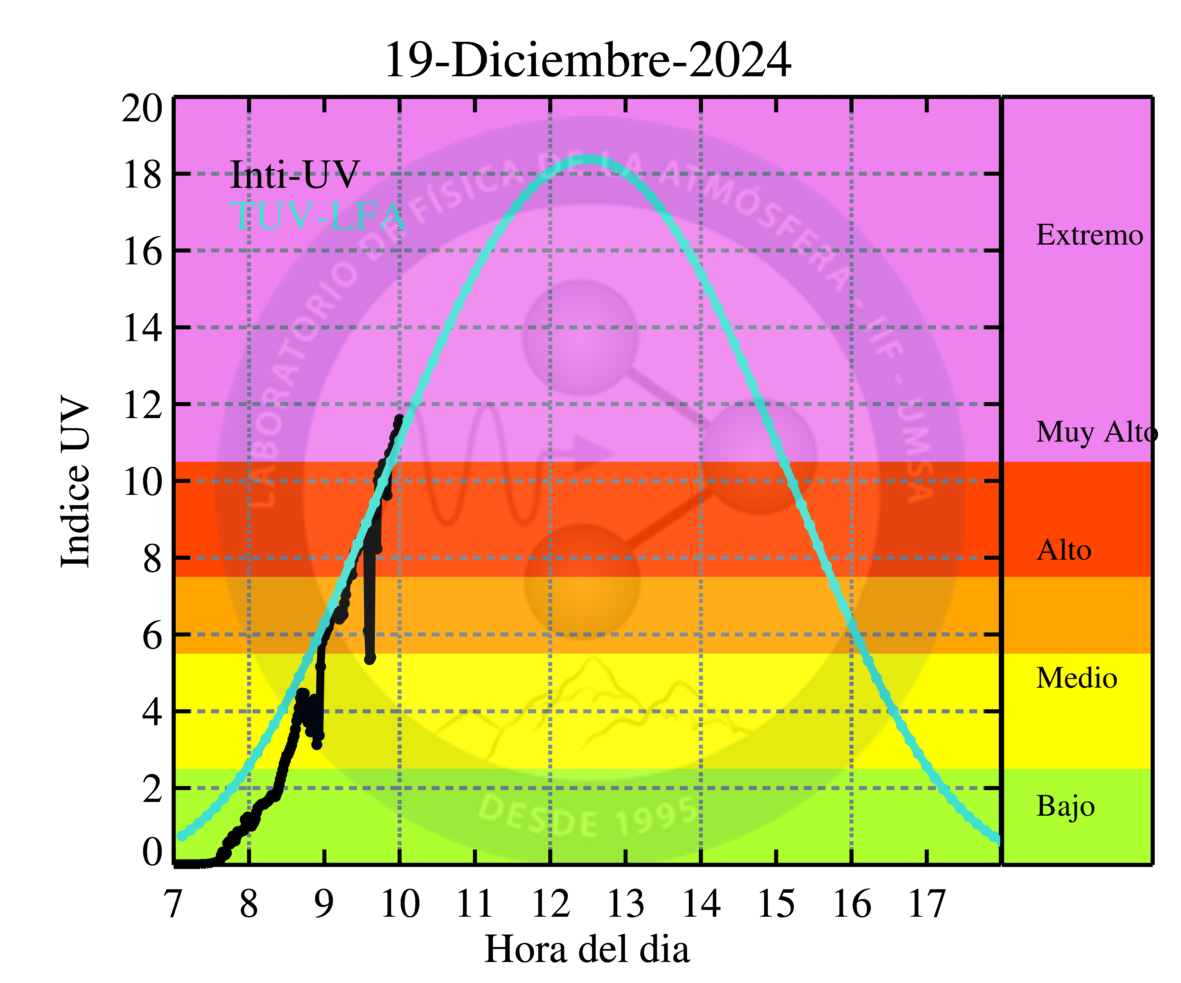 19-Diciembre-2024
20
18
16
14
12
10
8
6
4
2
0
Indice UV
Inti-UV
TUV-LFA
LABORATORIO DE FÍSICA DE LA ATMÓSFERA - IIF - UMSA
DESDE 1995
Extremo
Muy Alto
Alto
Medio
Bajo
7 8 9 10 11 12 13 14 15 16 17
Hora del dia